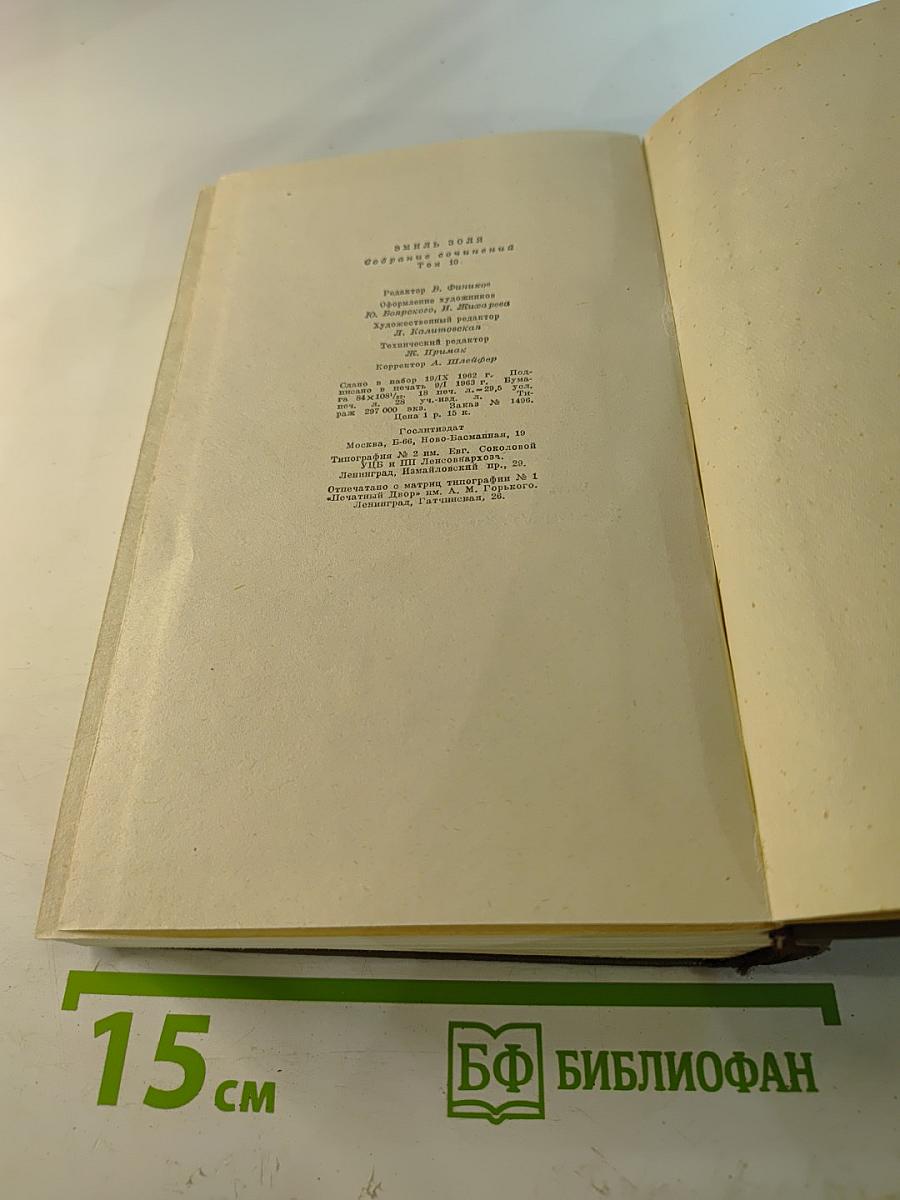 ЭМИЛЬ ЗОЛЯ
Собрание сочинений
Том 10
Редактор В. Фиников
Оформление художников
Ю. Боярского, И. Жихарева
Художественный редактор
Л. Калитовская
Технический редактор
Ж. Примак
Корректор А. Шлейфер
Сдано в набор 19/IX 1962 г. Под-
писано в печать 9/I 1963 г. Бума-
га 84×108¹/₃₂. 18 печ. л.=29,5 усл.
печ. л. 28 уч.-изд. л. Ти-
раж 297 000 экз. Заказ № 1496.
Цена 1 р. 15 к.
Гослитиздат
Москва, Б-66, Ново-Басманная, 19
Типография № 2 им. Евг. Соколовой
УЦБ и ПП Ленсовнархоза.
Ленинград, Измайловский пр., 29.
Отпечатано с матриц типографии № 1
«Печатный Двор» им. А. М. Горького.
Ленинград, Гатчинская, 26.
15 см
БФ БИБЛИОФАН